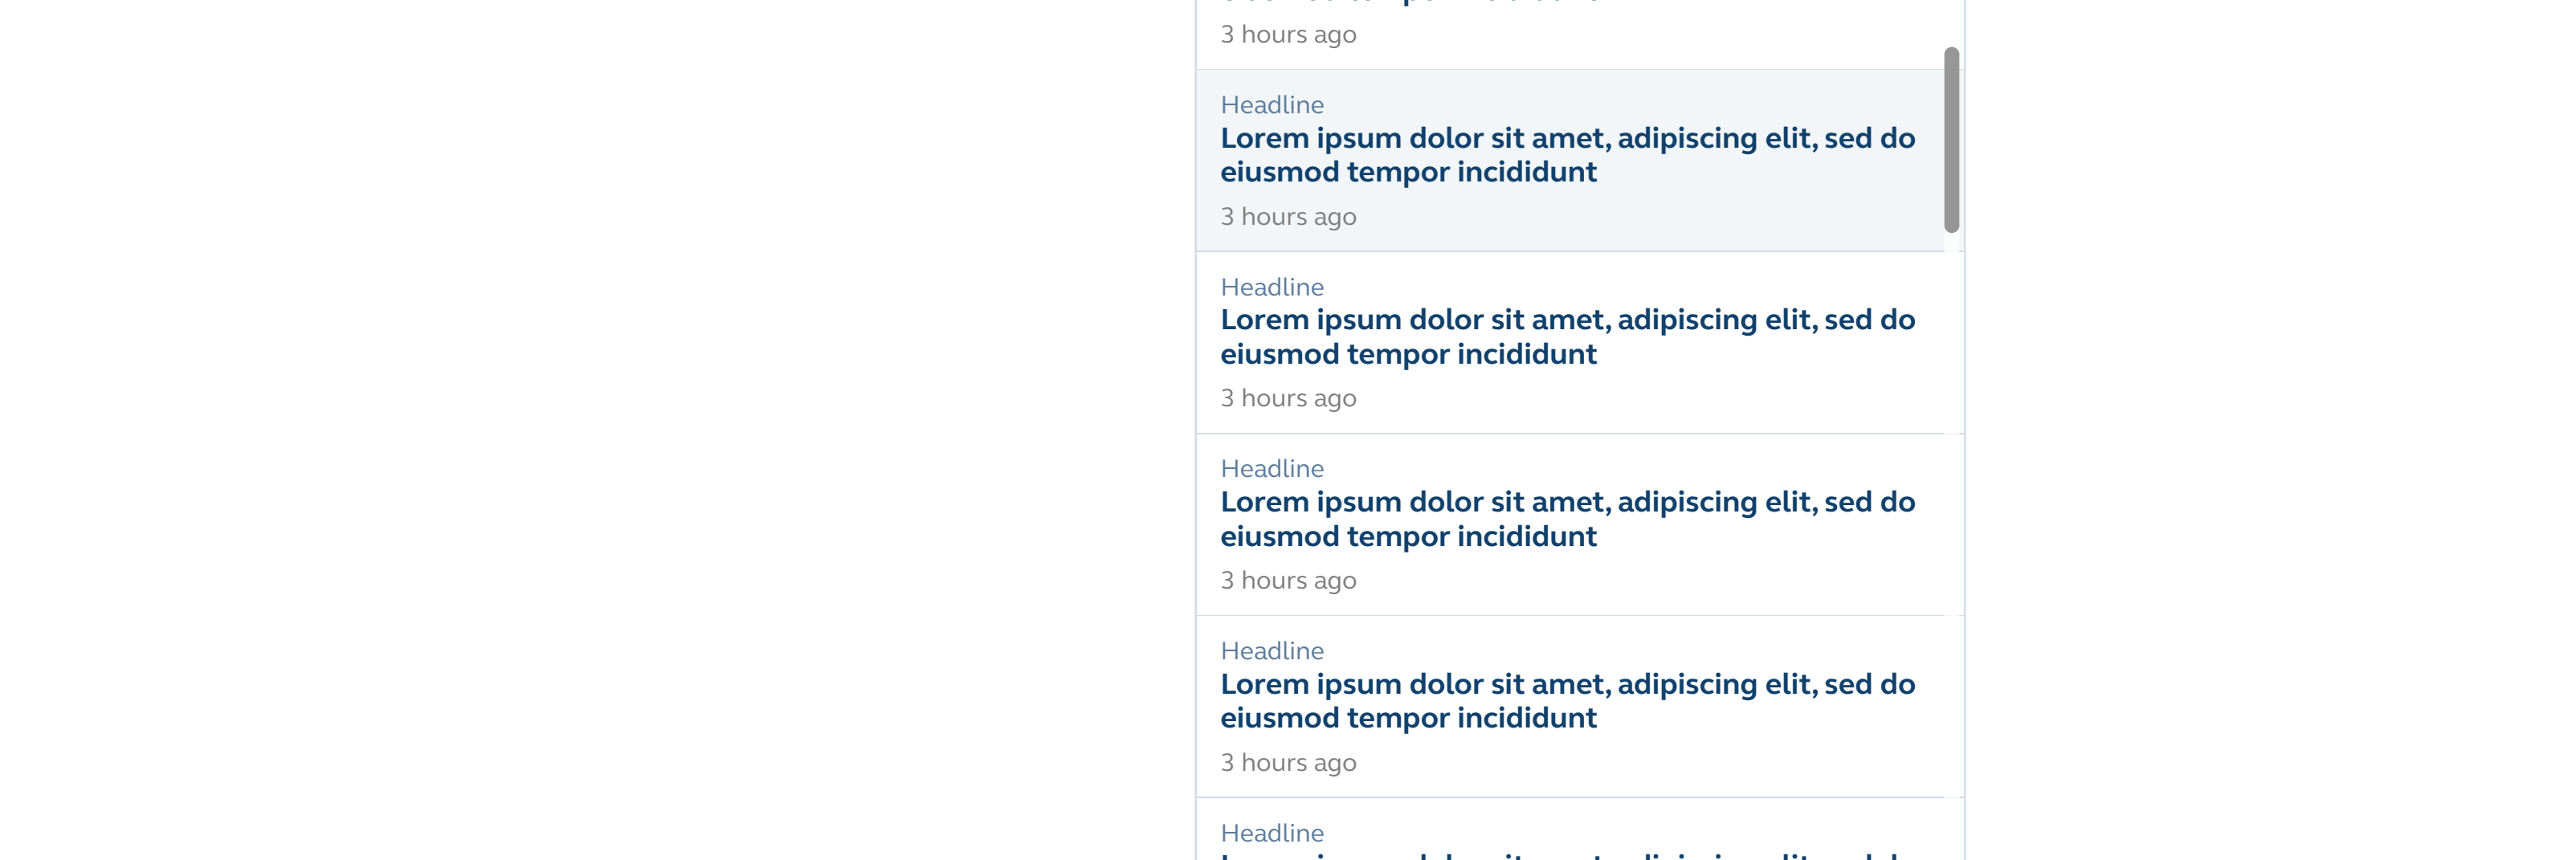 3 hours ago
Headline
Lorem ipsum dolor sit amet, adipiscing elit, sed do
eiusmod tempor incididunt
3 hours ago
Headline
Lorem ipsum dolor sit amet, adipiscing elit, sed do
eiusmod tempor incididunt
3 hours ago
Headline
Lorem ipsum dolor sit amet, adipiscing elit, sed do
eiusmod tempor incididunt
3 hours ago
Headline
Lorem ipsum dolor sit amet, adipiscing elit, sed do
eiusmod tempor incididunt
3 hours ago
Headline